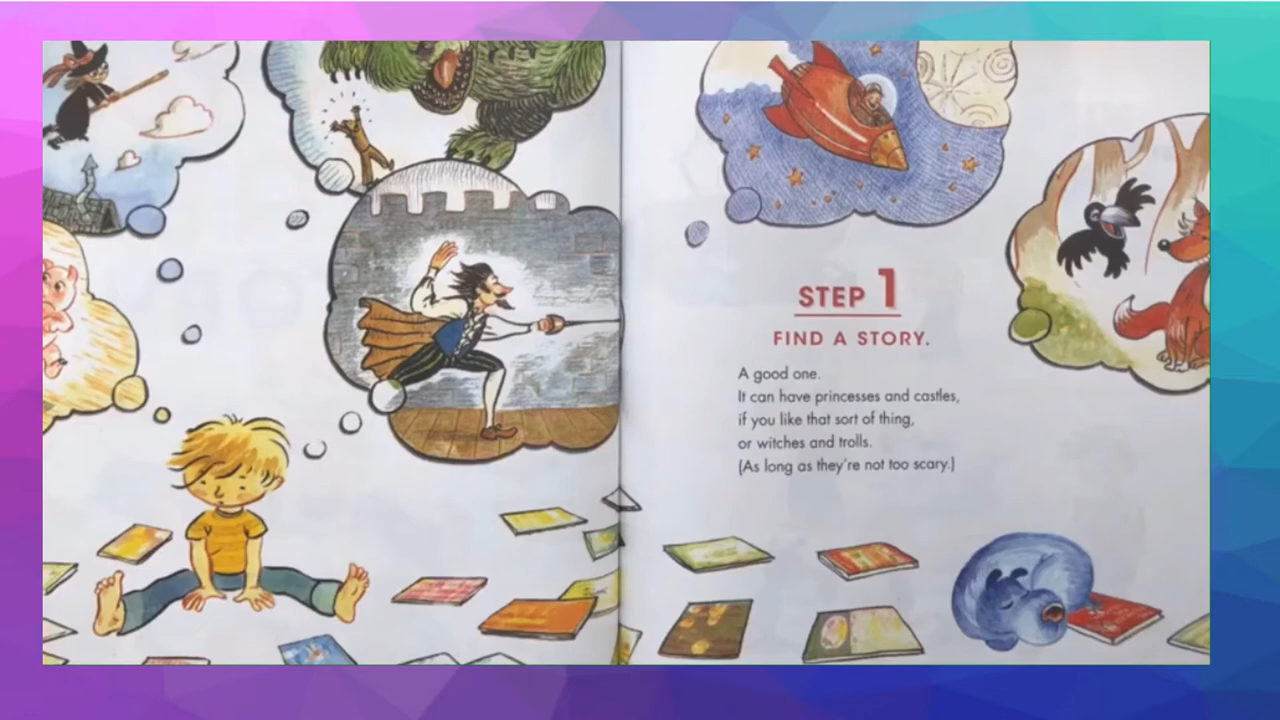 STEP 1
FIND A STORY.
A good one.
It can have princesses and castles,
if you like that sort of thing,
or witches and trolls.
(As long as they're not too scary.)